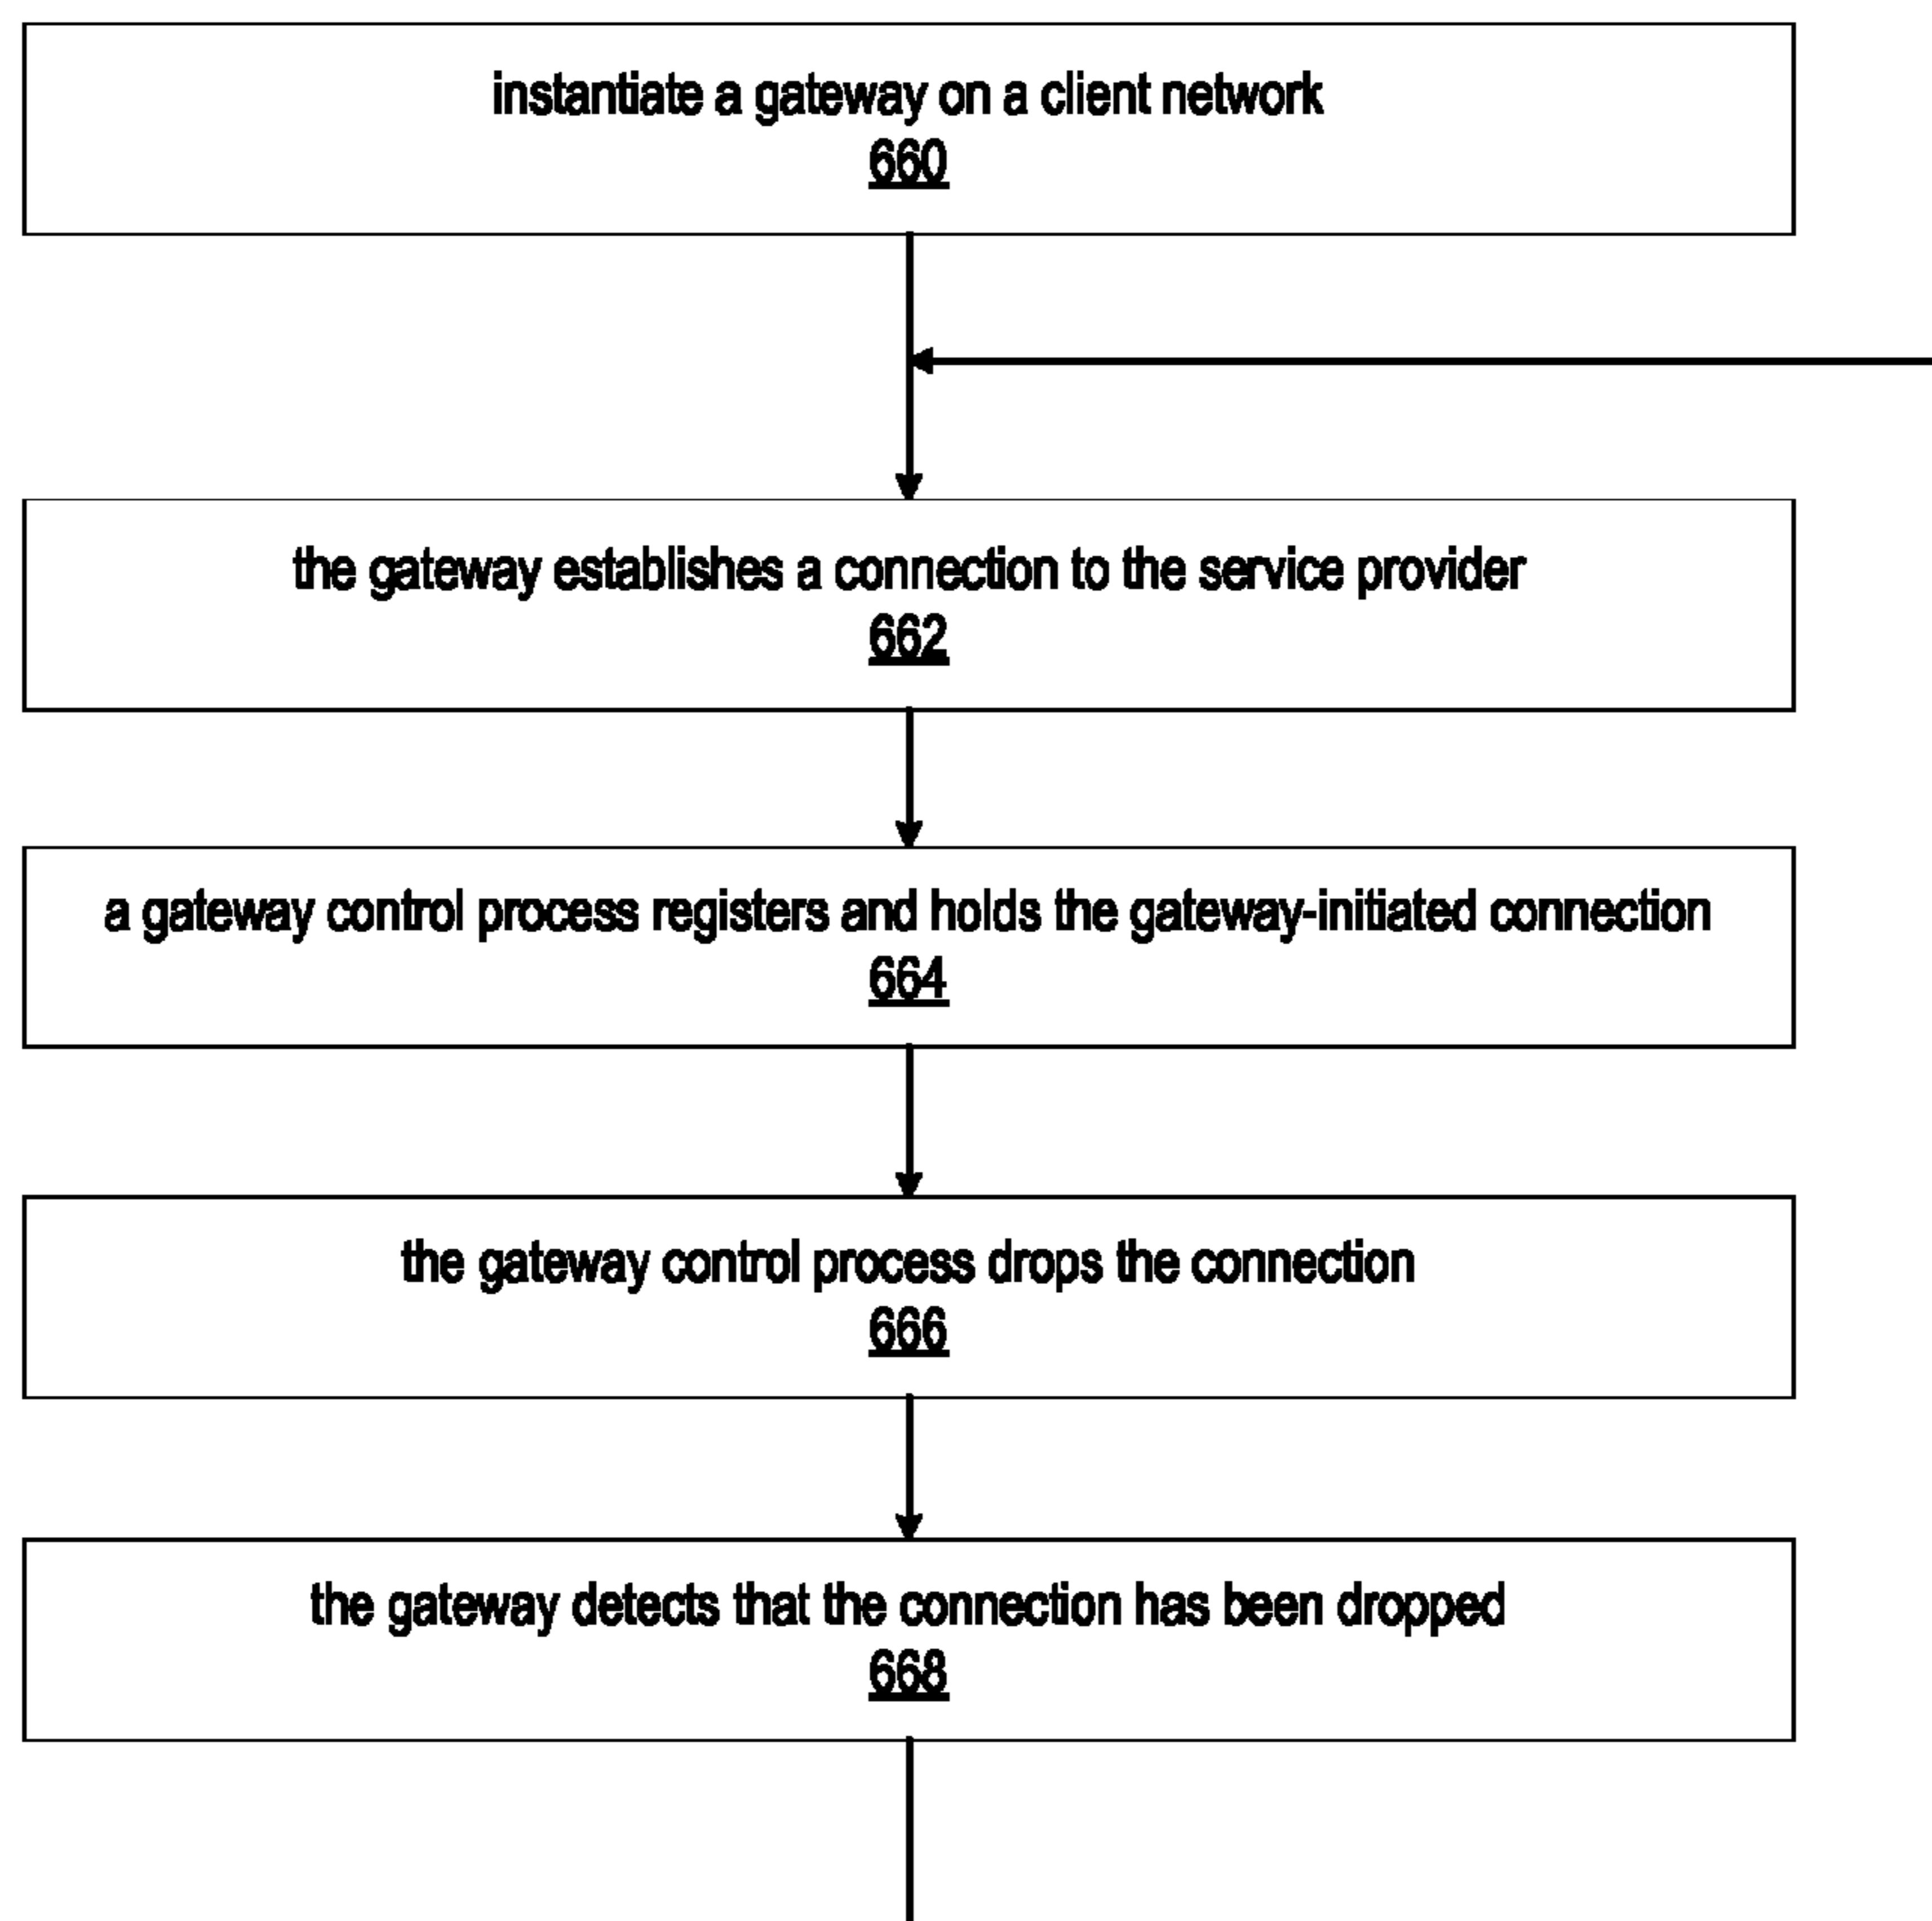 instantiate a gateway on a client network
660
the gateway establishes a connection to the service provider
662
a gateway control process registers and holds the gateway-initiated connection
664
the gateway control process drops the connection
666
the gateway detects that the connection has been dropped
668